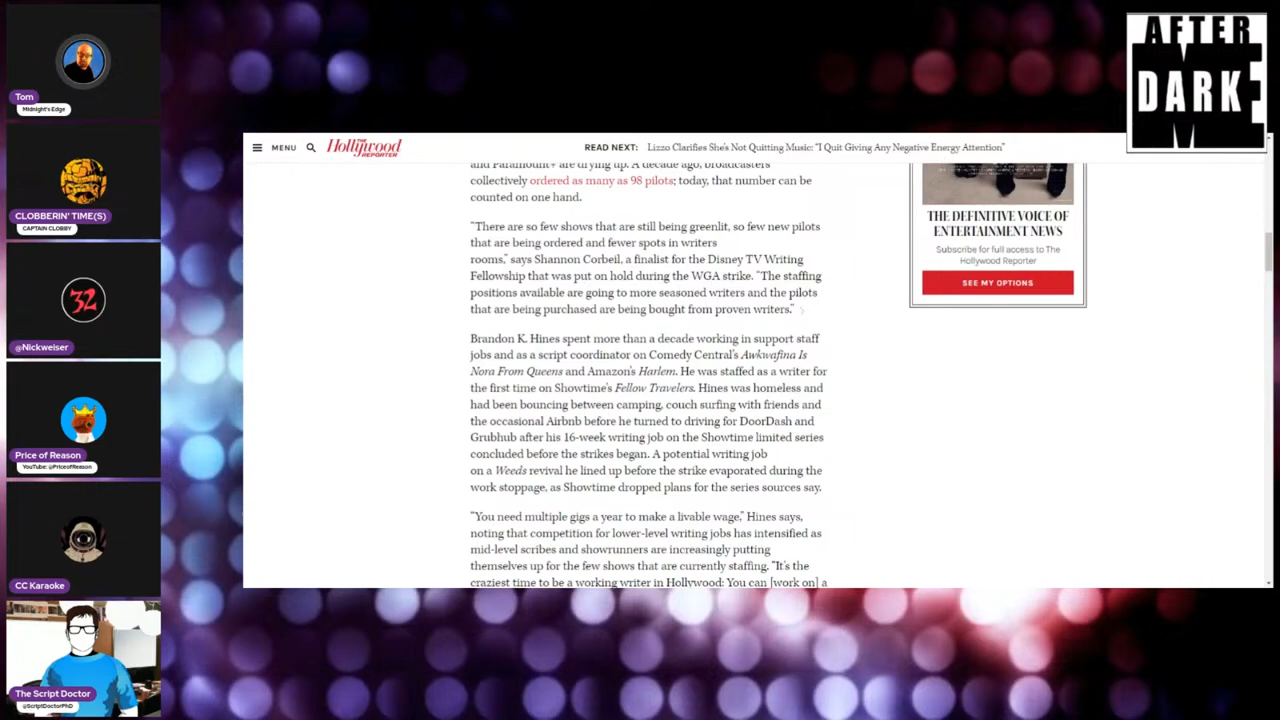 Tom
Midnight's Edge
CLOBBERIN' TIME(S)
CAPTAIN CLOBBY
32
@Nickweiser
Price of Reason
YouTube: @PriceofReason
CC Karaoke
The Script Doctor
@ScriptDoctorPhD
AFTER
DARK
ME
MENU
The Hollywood
REPORTER
READ NEXT: Lizzo Clarifies She's Not Quitting Music: "I Quit Giving Any Negative Energy Attention"
and Paramount+ are drying up. A decade ago, broadcasters
collectively ordered as many as 98 pilots; today, that number can be
counted on one hand.
"There are so few shows that are still being greenlit, so few new pilots
that are being ordered and fewer spots in writers
rooms," says Shannon Corbeil, a finalist for the Disney TV Writing
Fellowship that was put on hold during the WGA strike. "The staffing
positions available are going to more seasoned writers and the pilots
that are being purchased are being bought from proven writers."
Brandon K. Hines spent more than a decade working in support staff
jobs and as a script coordinator on Comedy Central's Awkwafina Is
Nora From Queens and Amazon's Harlem. He was staffed as a writer for
the first time on Showtime's Fellow Travelers. Hines was homeless and
had been bouncing between camping, couch surfing with friends and
the occasional Airbnb before he turned to driving for DoorDash and
Grubhub after his 16-week writing job on the Showtime limited series
concluded before the strikes began. A potential writing job
on a Weeds revival he lined up before the strike evaporated during the
work stoppage, as Showtime dropped plans for the series sources say.
"You need multiple gigs a year to make a livable wage," Hines says,
noting that competition for lower-level writing jobs has intensified as
mid-level scribes and showrunners are increasingly putting
themselves up for the few shows that are currently staffing. "It's the
craziest time to be a working writer in Hollywood: You can [work on] a
THE DEFINITIVE VOICE OF
ENTERTAINMENT NEWS
Subscribe for full access to The
Hollywood Reporter
SEE MY OPTIONS